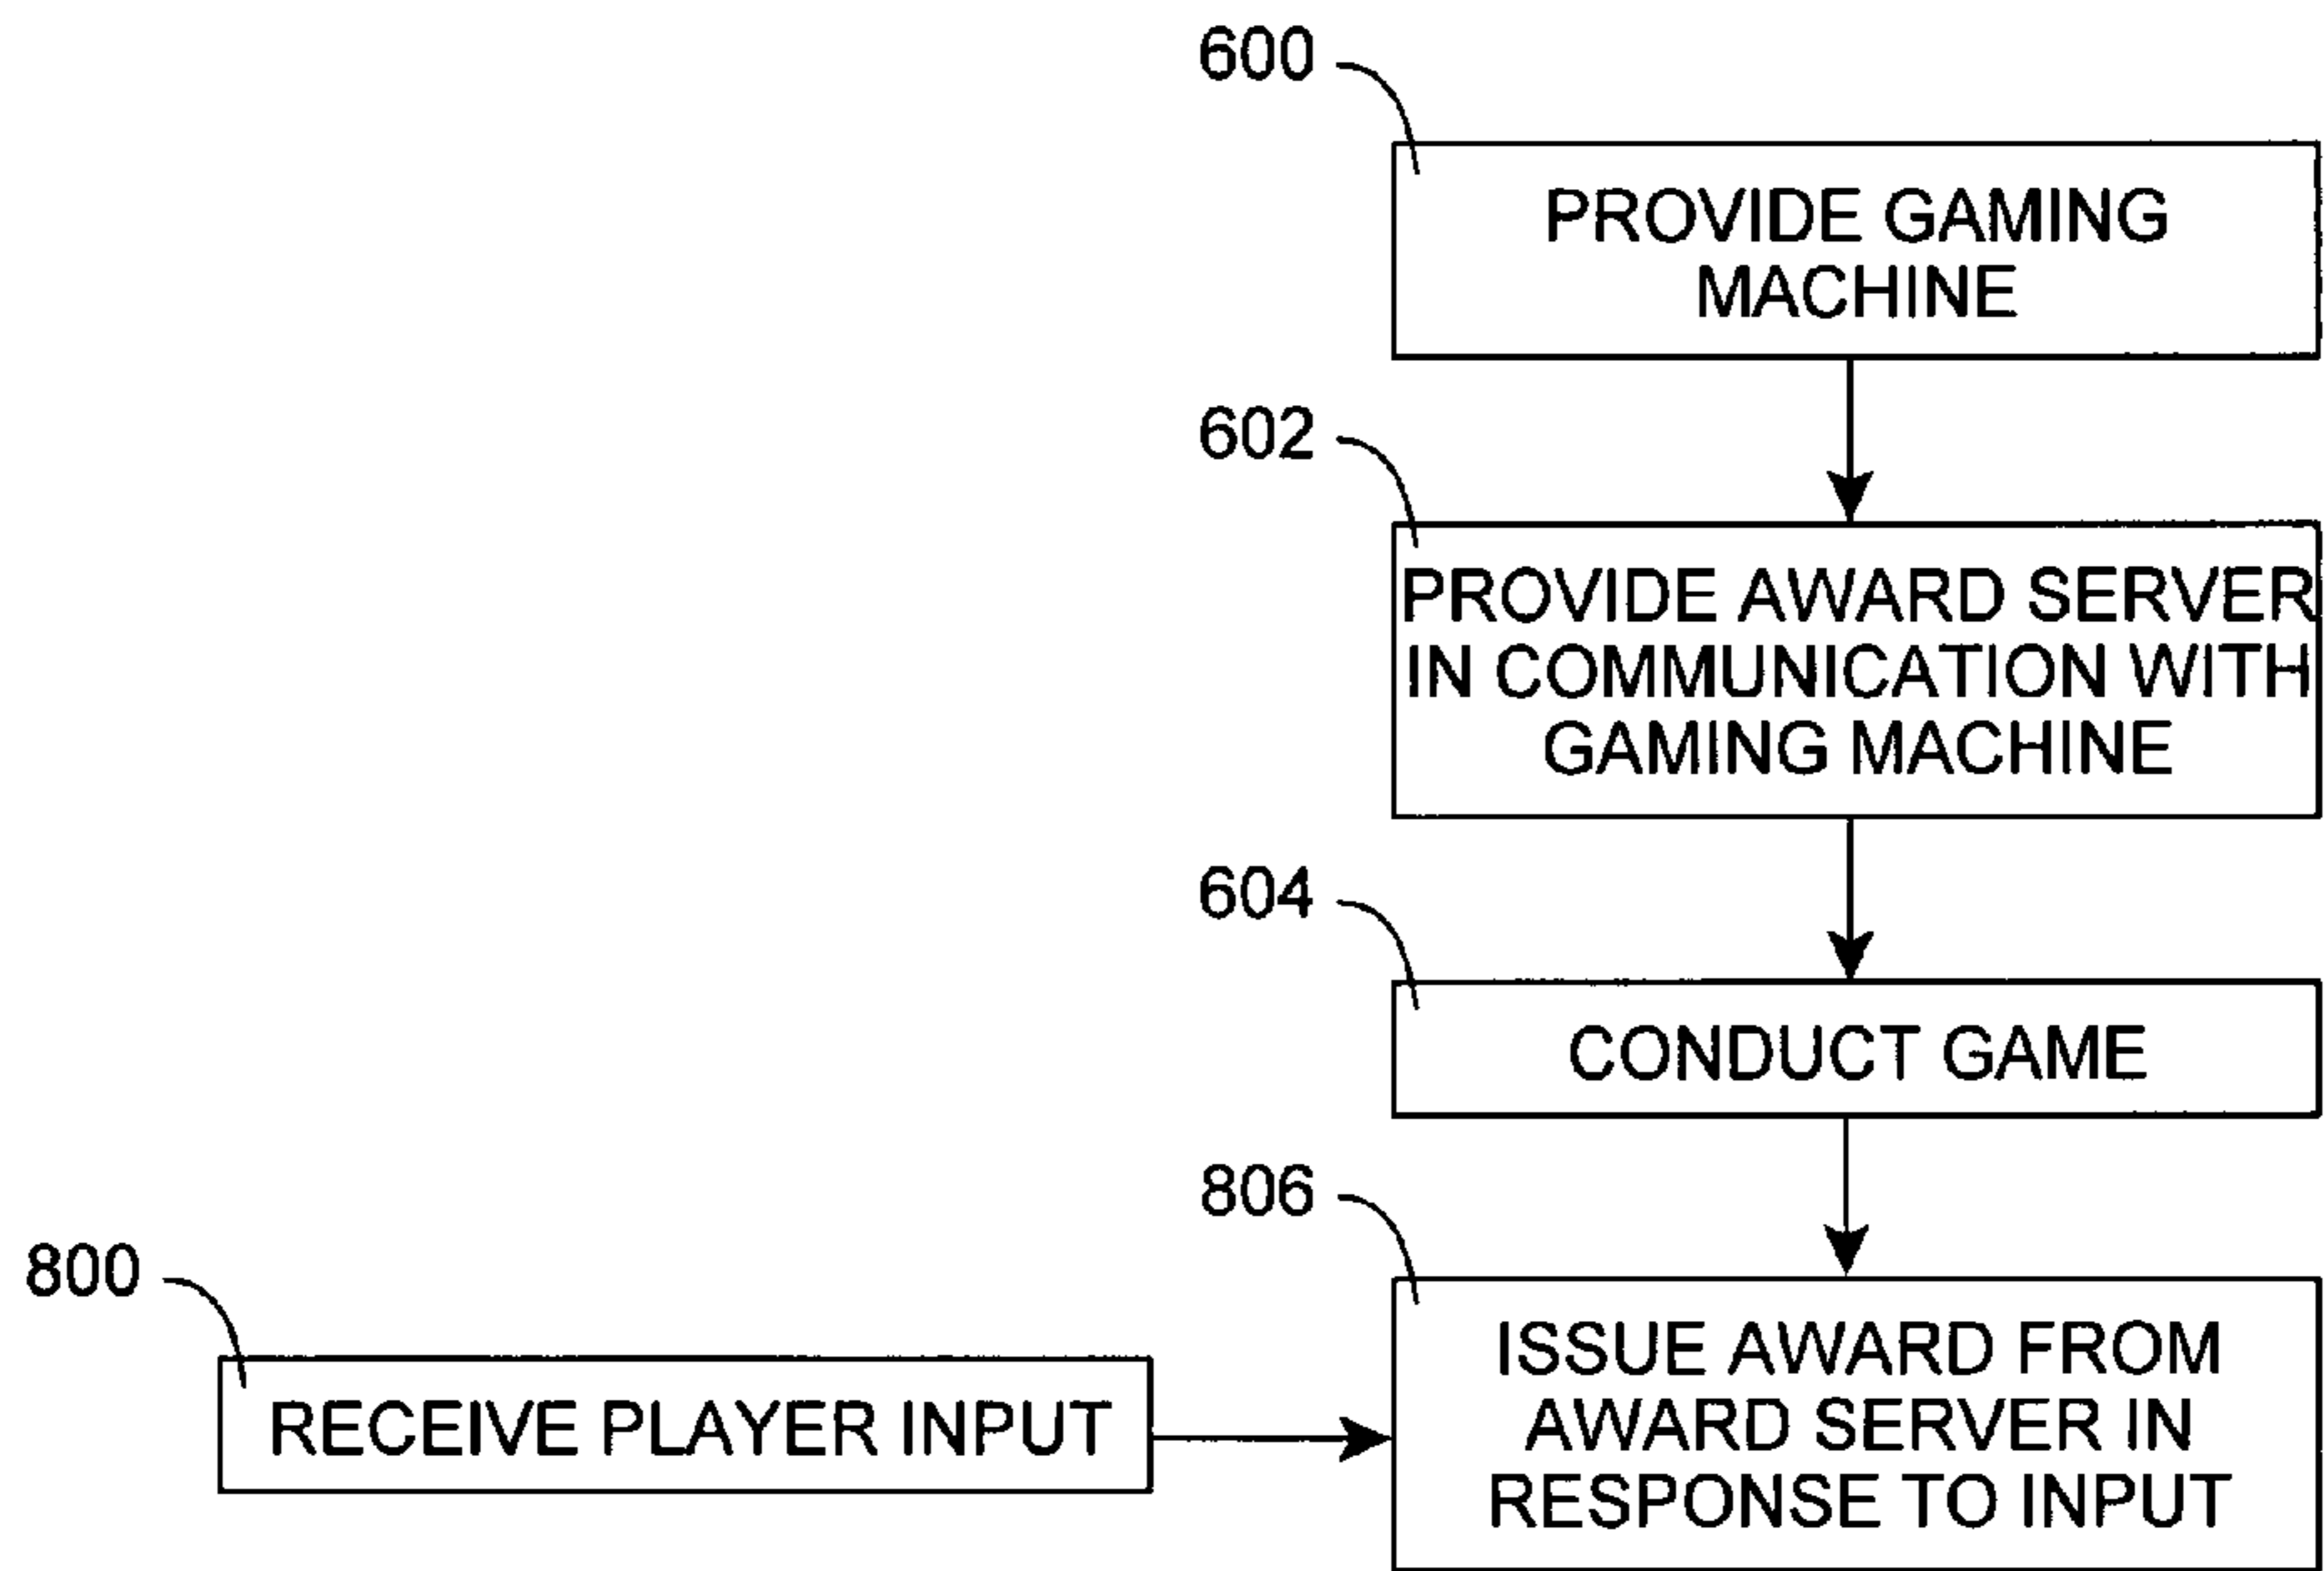 600
PROVIDE GAMING
MACHINE
602
PROVIDE AWARD SERVER
IN COMMUNICATION WITH
GAMING MACHINE
604
CONDUCT GAME
806
800
ISSUE AWARD FROM
AWARD SERVER IN
RESPONSE TO INPUT
RECEIVE PLAYER INPUT